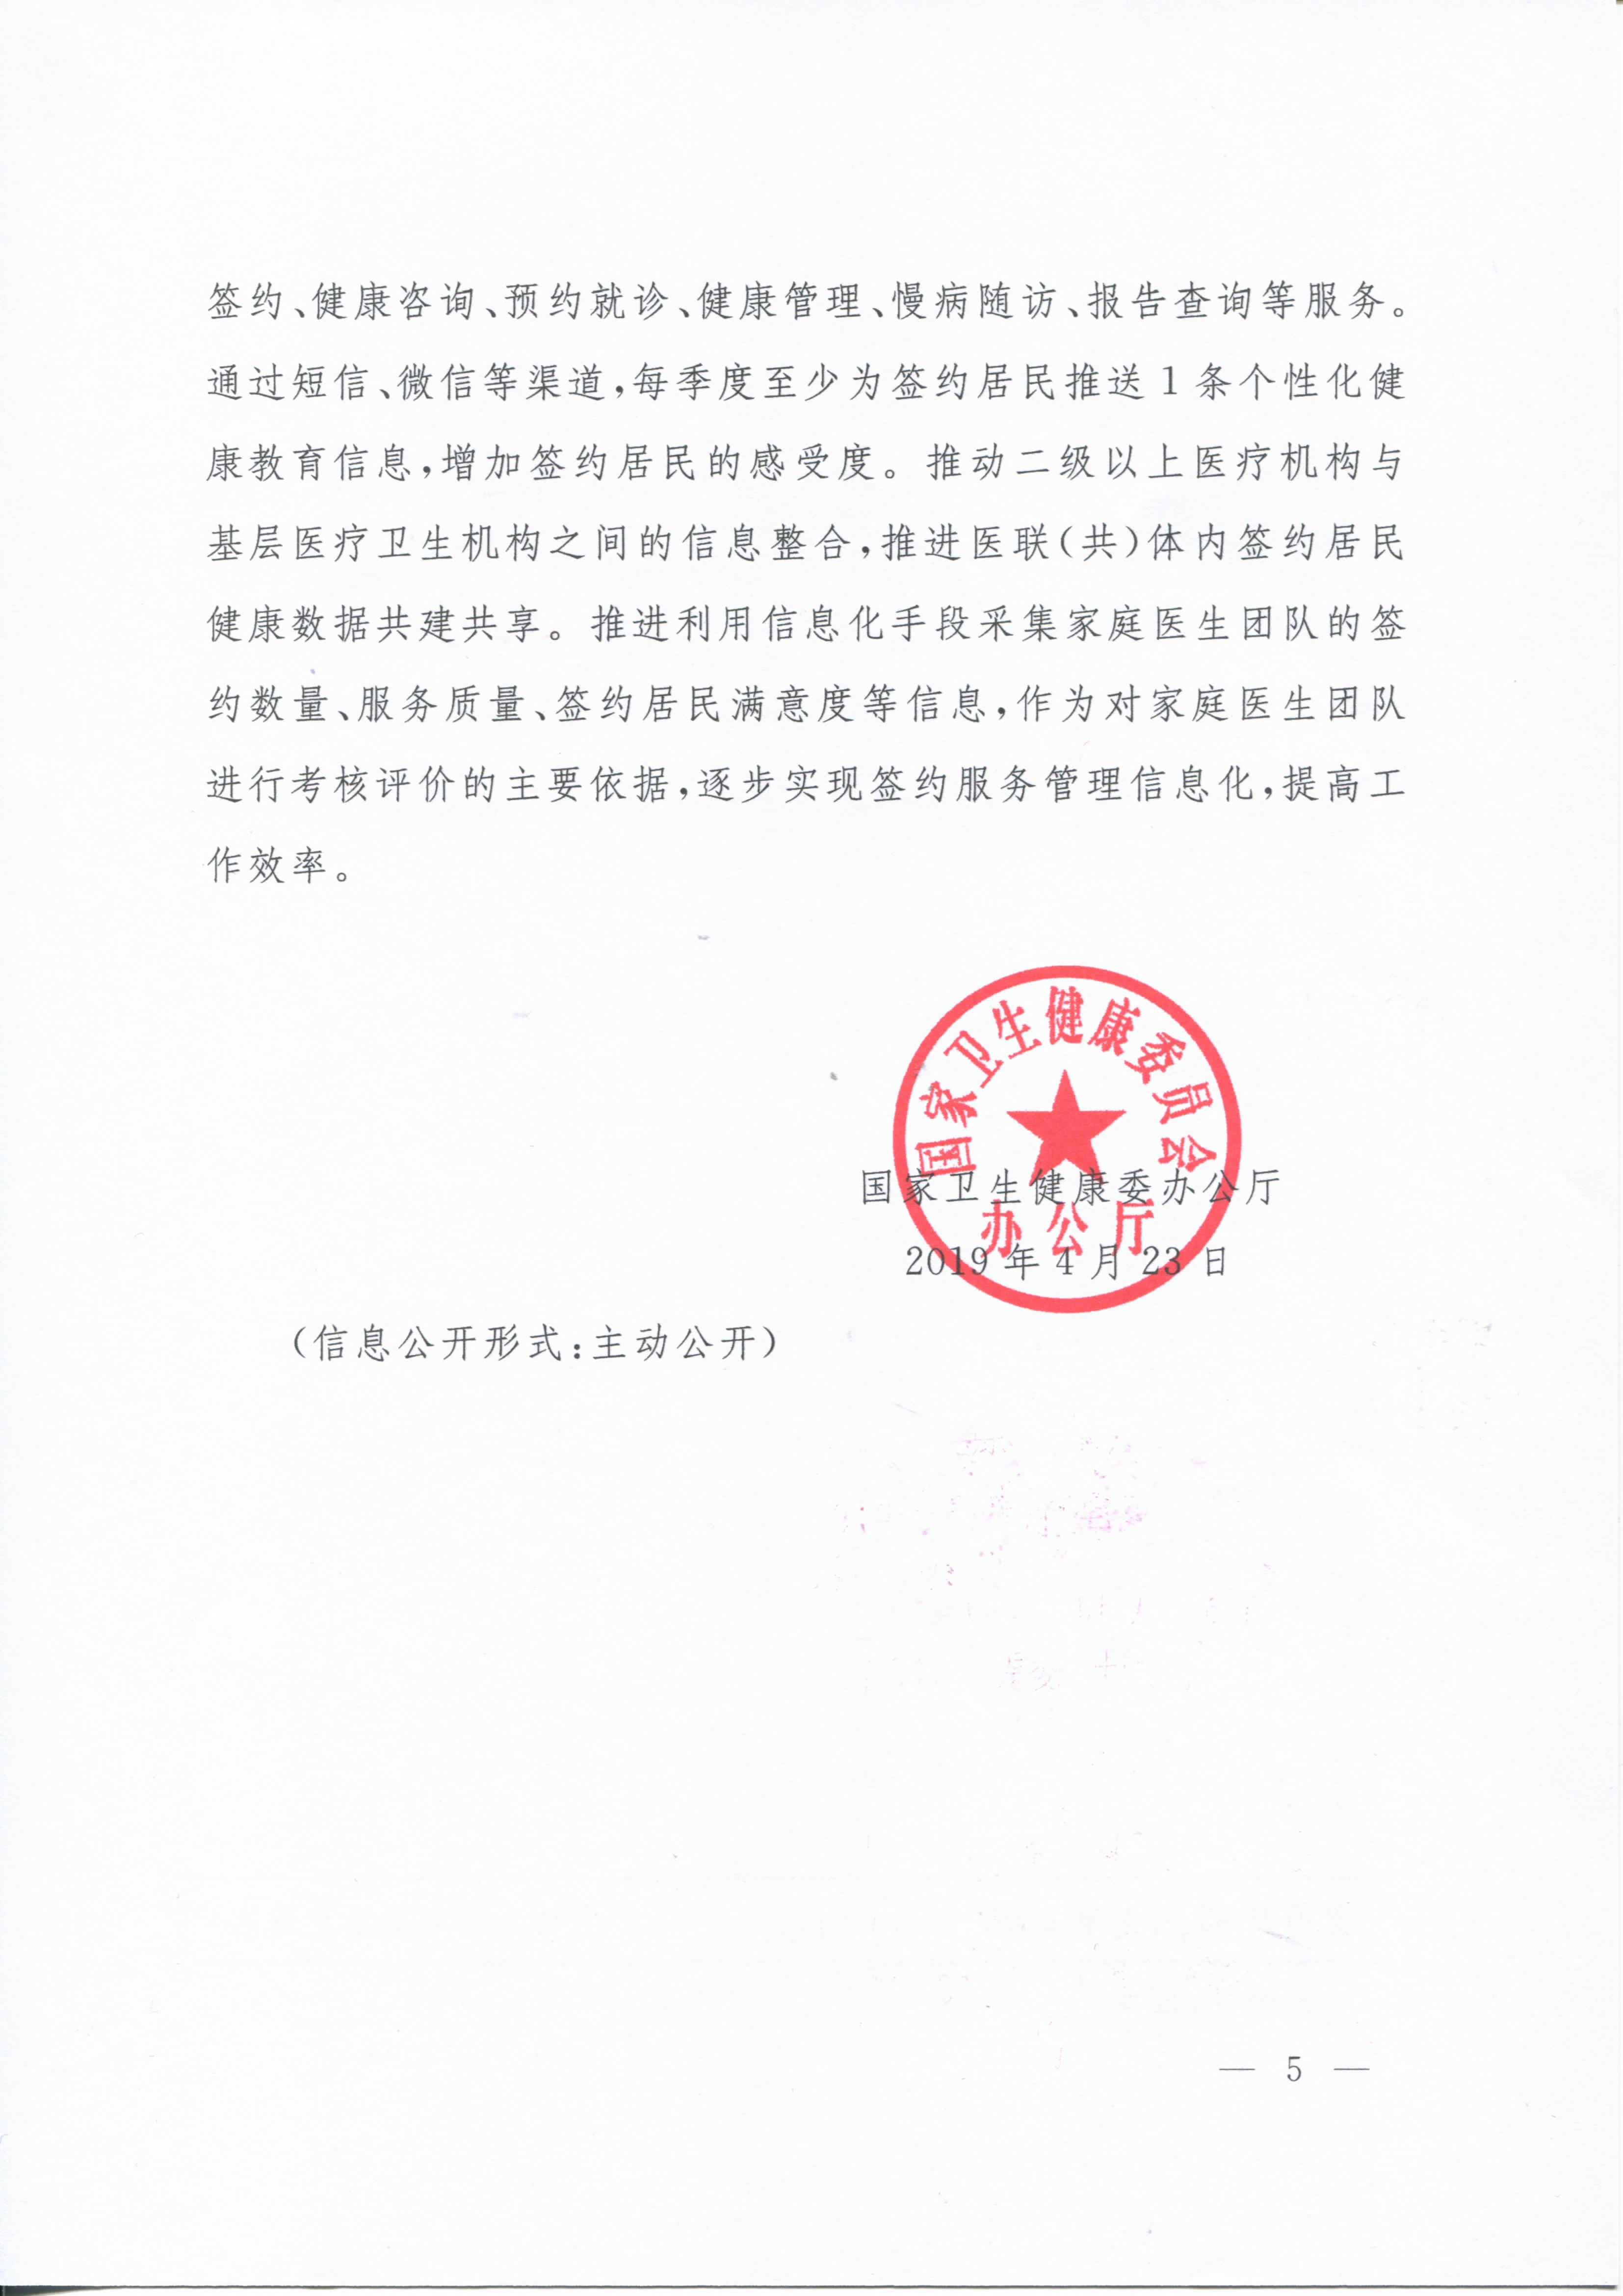 签约、健康咨询、预约就诊、健康管理、慢病随访、报告查询等服务。
通过短信、微信等渠道，每季度至少为签约居民推送1条个性化健
康教育信息，增加签约居民的感受度。推动二级以上医疗机构与
基层医疗卫生机构之间的信息整合，推进医联（共）体内签约居民
健康数据共建共享。推进利用信息化手段采集家庭医生团队的签
约数量、服务质量、签约居民满意度等信息，作为对家庭医生团队
进行考核评价的主要依据，逐步实现签约服务管理信息化，提高工
作效率。
国家卫生健康委员会
办公厅
国家卫生健康委办公厅
2019年4月23日
（信息公开形式：主动公开）
— 5 —